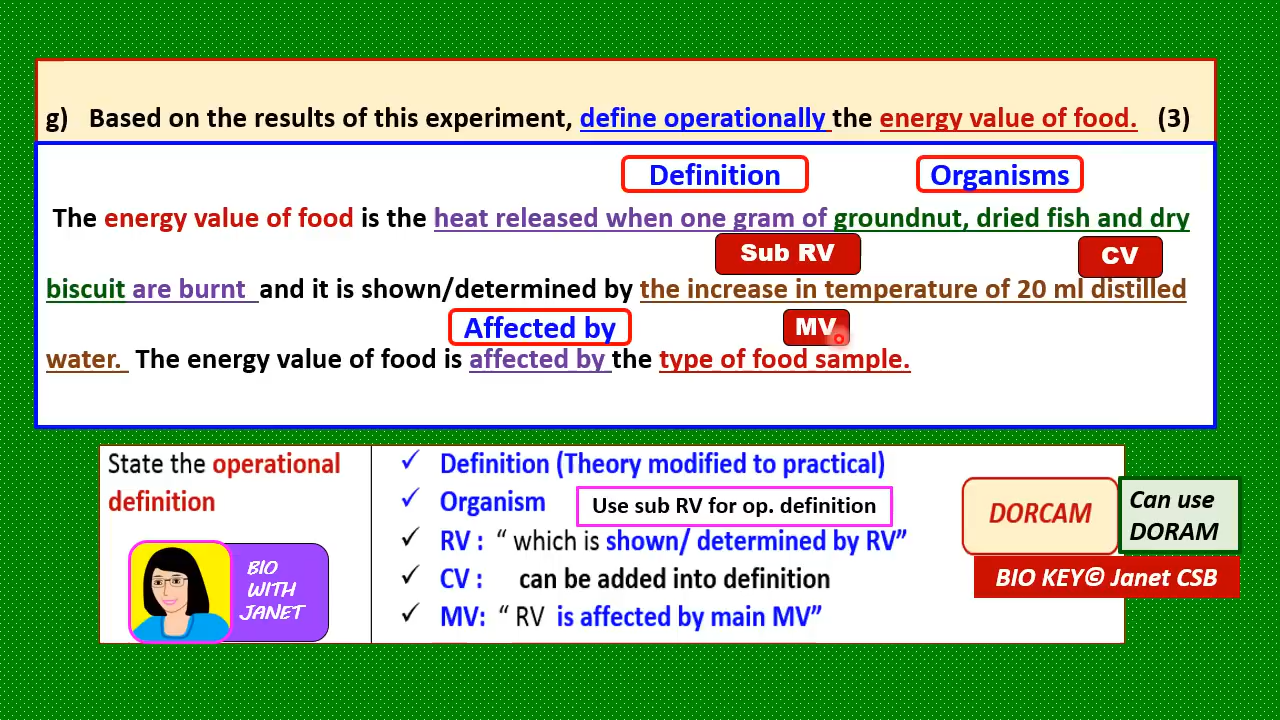 g) Based on the results of this experiment, define operationally the energy value of food. (3)
Definition
Organisms
The energy value of food is the heat released when one gram of groundnut, dried fish and dry
Sub RV
CV
biscuit are burnt and it is shown/determined by the increase in temperature of 20 ml distilled
Affected by
MV
water. The energy value of food is affected by the type of food sample.
State the operational
definition
✓ Definition (Theory modified to practical)
✓ Organism
Use sub RV for op. definition
✓ RV : “ which is shown/ determined by RV”
✓ CV : can be added into definition
✓ MV: “ RV is affected by main MV”
DORCAM
Can use
DORAM
BIO KEY© Janet CSB
BIO
WITH
JANET